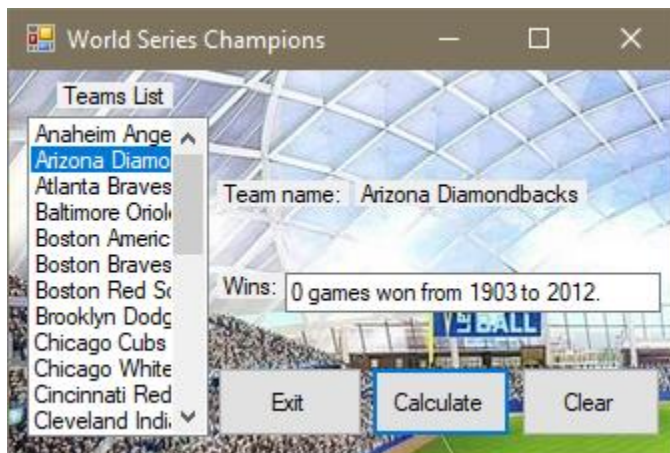 World Series Champions
Teams List
Anaheim Ange
Arizona Diamo
Atlanta Braves
Baltimore Oriol
Boston Americ
Boston Braves
Boston Red So
Brooklyn Dodg
Chicago Cubs
Chicago White
Cincinnati Red
Cleveland Indi
Team name: Arizona Diamondbacks
Wins: 0 games won from 1903 to 2012.
BALL
Exit Calculate Clear